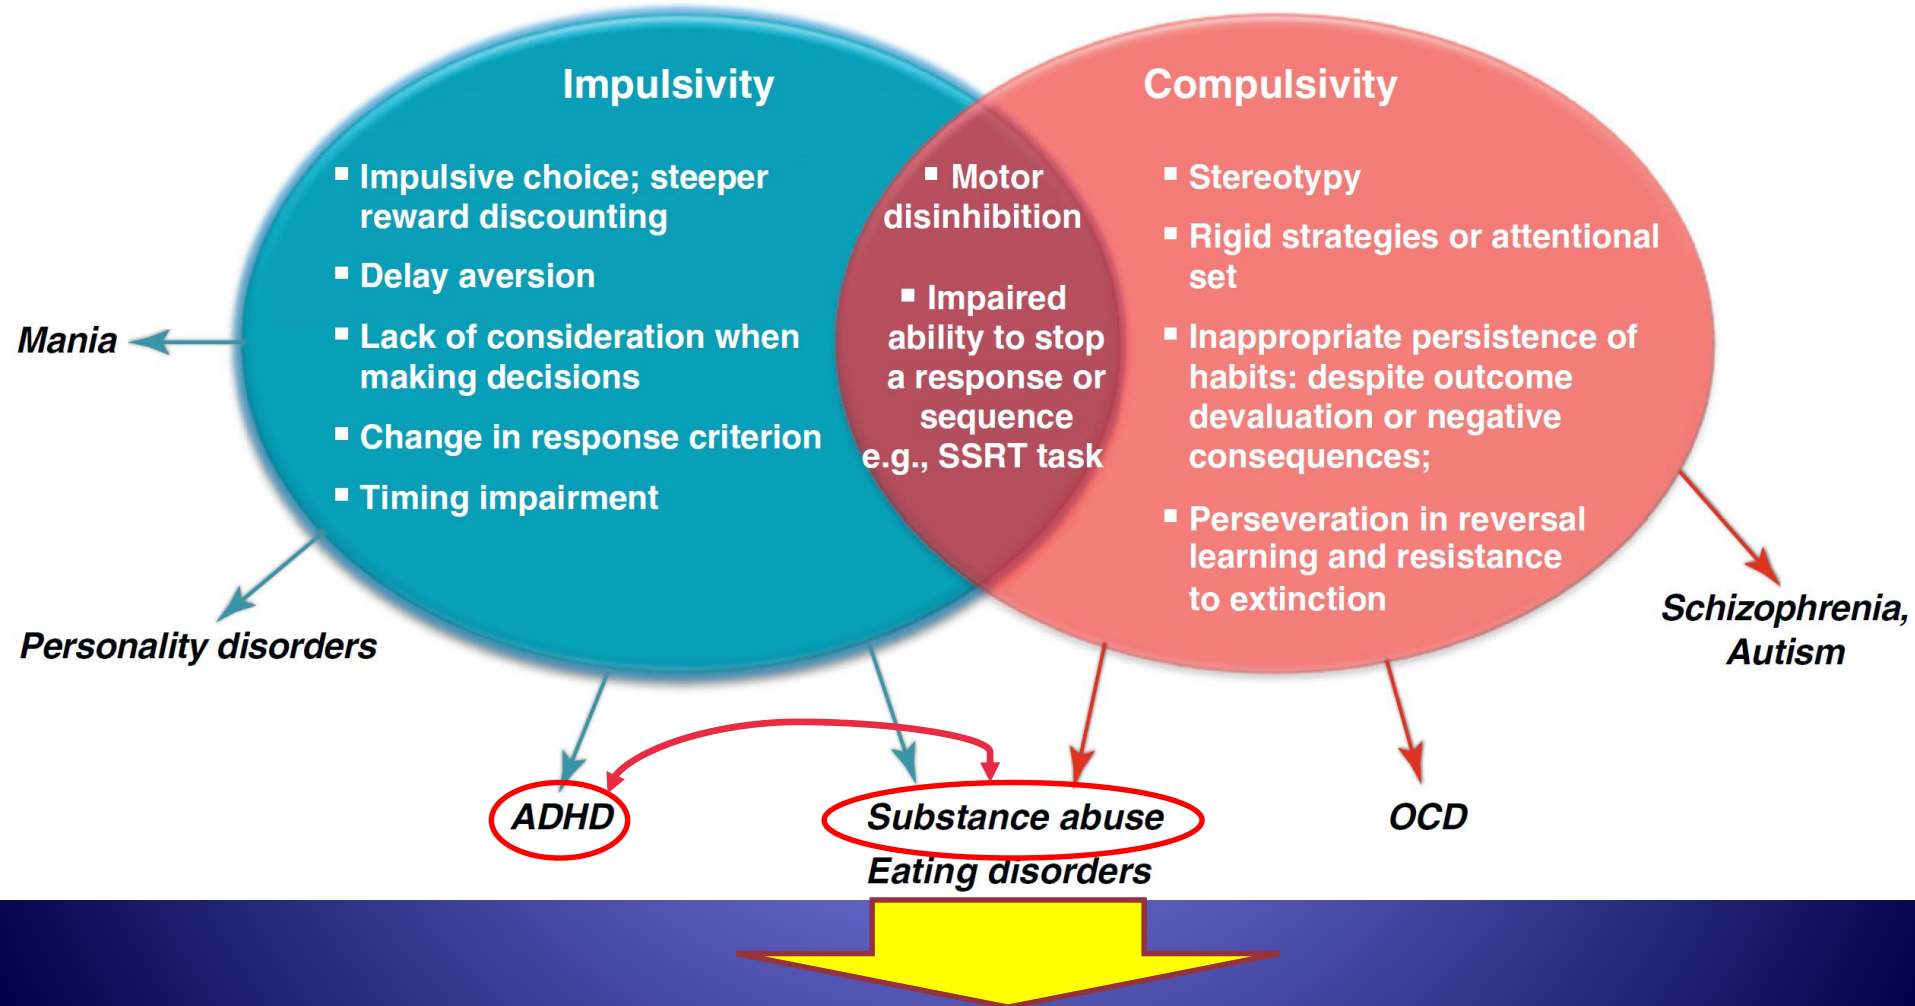 Impulsivity
▪ Impulsive choice; steeper
reward discounting
▪ Delay aversion
▪ Lack of consideration when
making decisions
▪ Change in response criterion
▪ Timing impairment
▪ Motor
disinhibition
▪ Impaired
ability to stop
a response or
sequence
e.g., SSRT task
Compulsivity
▪ Stereotypy
▪ Rigid strategies or attentional
set
▪ Inappropriate persistence of
habits: despite outcome
devaluation or negative
consequences;
▪ Perseveration in reversal
learning and resistance
to extinction
Mania
Personality disorders
ADHD
Substance abuse
Eating disorders
OCD
Schizophrenia,
Autism